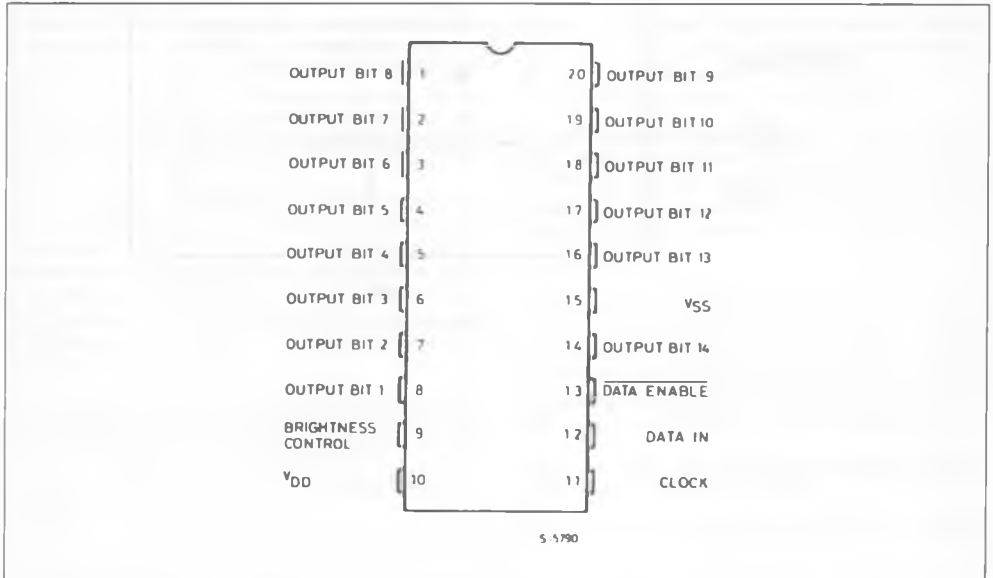 OUTPUT BIT 8 1 20 OUTPUT BIT 9
OUTPUT BIT 7 2 19 OUTPUT BIT 10
OUTPUT BIT 6 3 18 OUTPUT BIT 11
OUTPUT BIT 5 4 17 OUTPUT BIT 12
OUTPUT BIT 4 5 16 OUTPUT BIT 13
OUTPUT BIT 3 6 15 VSS
OUTPUT BIT 2 7 14 OUTPUT BIT 14
OUTPUT BIT 1 8 13 DATA ENABLE
BRIGHTNESS
CONTROL 9 12 DATA IN
VDD 10 11 CLOCK
S-5790